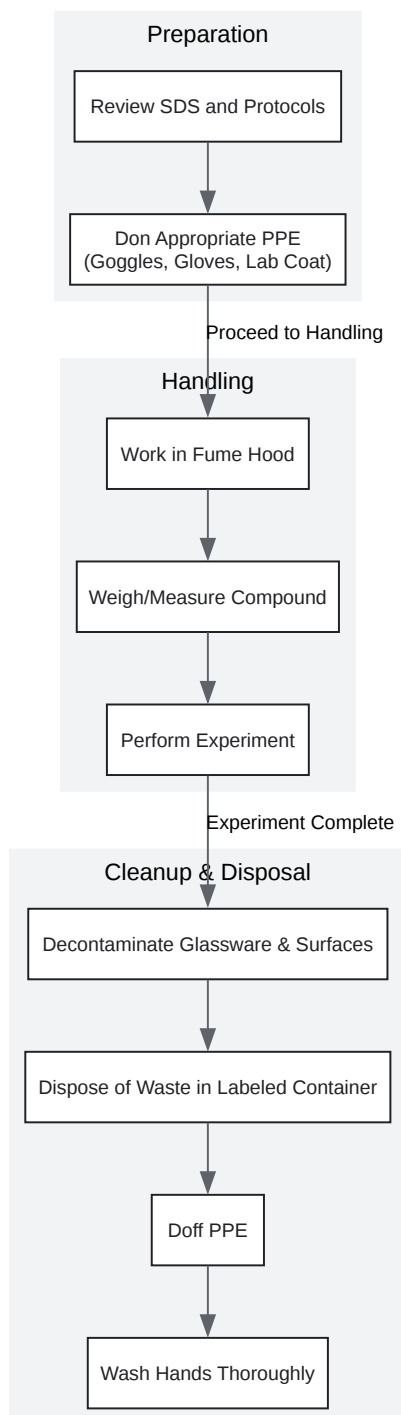 Preparation
Review SDS and Protocols
Don Appropriate PPE
(Goggles, Gloves, Lab Coat)
Proceed to Handling
Handling
Work in Fume Hood
Weigh/Measure Compound
Perform Experiment
Experiment Complete
Cleanup & Disposal
Decontaminate Glassware & Surfaces
Dispose of Waste in Labeled Container
Doff PPE
Wash Hands Thoroughly